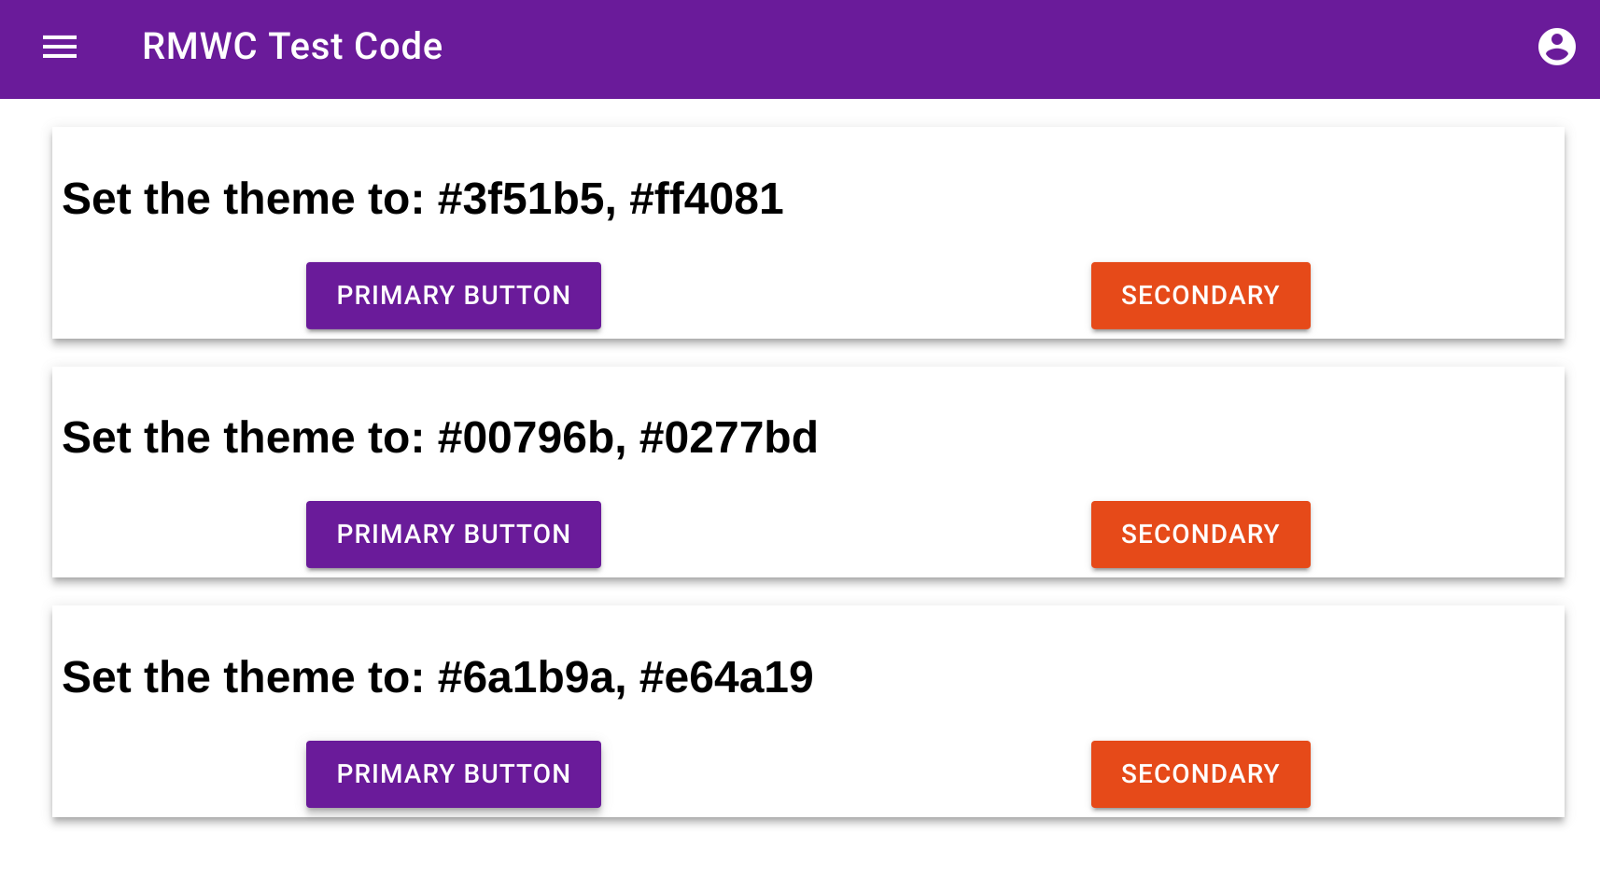 RMWC Test Code
Set the theme to: #3f51b5, #ff4081
PRIMARY BUTTON SECONDARY
Set the theme to: #00796b, #0277bd
PRIMARY BUTTON SECONDARY
Set the theme to: #6a1b9a, #e64a19
PRIMARY BUTTON SECONDARY